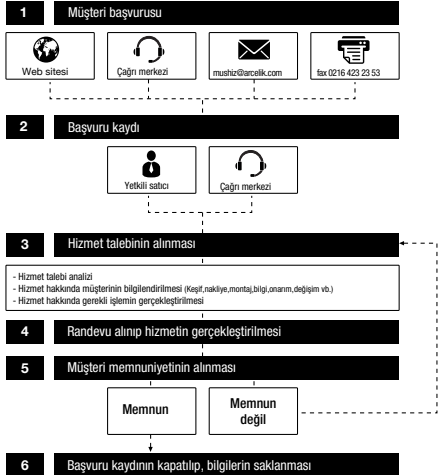 1 Müşteri başvurusu
Web sitesi
Çağrı merkezi
mushiz@arcelik.com
fax 0216 423 23 53
2 Başvuru kaydı
Yetkili satıcı
Çağrı merkezi
3 Hizmet talebinin alınması
- Hizmet talebi analizi
- Hizmet hakkında müşterinin bilgilendirilmesi (Keşif,nakliye,montaj,bilgi,onarım,değişim vb.)
- Hizmet hakkında gerekli işlemin gerçekleştirilmesi
4 Randevu alınıp hizmetin gerçekleştirilmesi
5 Müşteri memnuniyetinin alınması
Memnun
Memnun
değil
6 Başvuru kaydının kapatılıp, bilgilerin saklanması